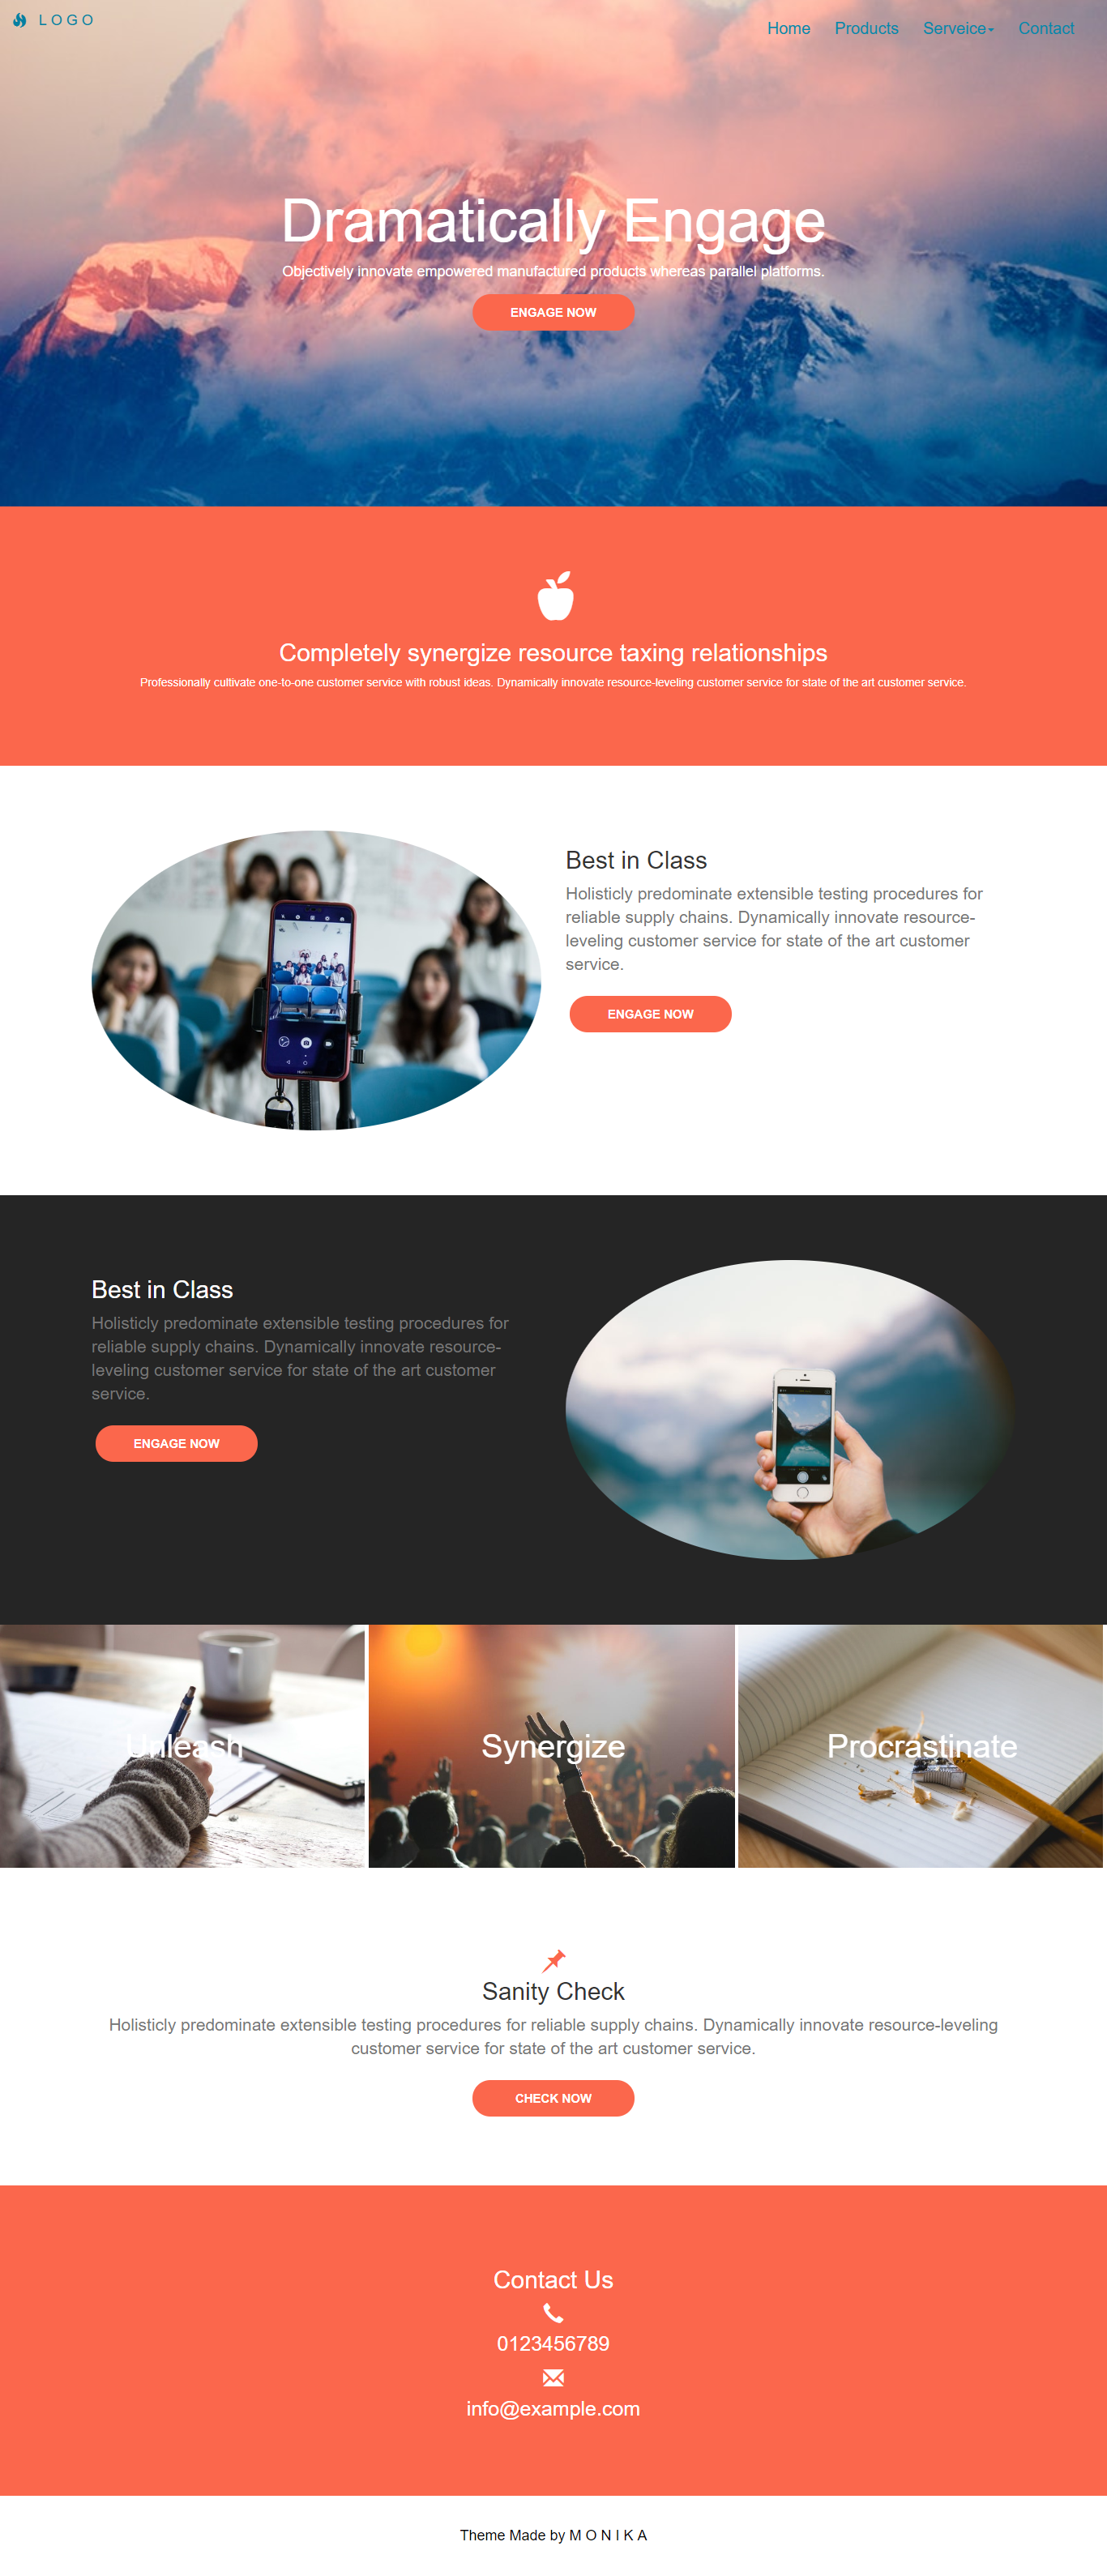 LOGO
Home Products Serveice Contact
Dramatically Engage
Objectively innovate empowered manufactured products whereas parallel platforms.
ENGAGE NOW
Completely synergize resource taxing relationships
Professionally cultivate one-to-one customer service with robust ideas. Dynamically innovate resource-leveling customer service for state of the art customer service.
Best in Class
Holisticly predominate extensible testing procedures for
reliable supply chains. Dynamically innovate resource-
leveling customer service for state of the art customer
service.
ENGAGE NOW
Best in Class
Holisticly predominate extensible testing procedures for
reliable supply chains. Dynamically innovate resource-
leveling customer service for state of the art customer
service.
ENGAGE NOW
Unleash
Synergize
Procrastinate
Sanity Check
Holisticly predominate extensible testing procedures for reliable supply chains. Dynamically innovate resource-leveling
customer service for state of the art customer service.
CHECK NOW
Contact Us
0123456789
info@example.com
Theme Made by M O N I K A